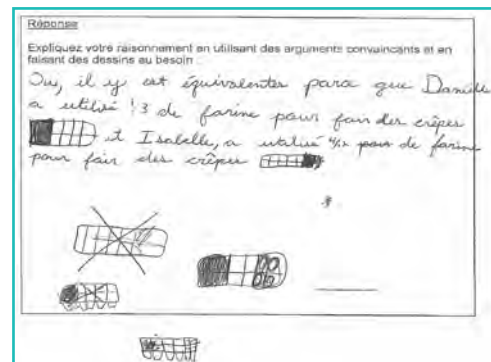 Réponse
Expliquez votre raisonnement en utilisant des arguments convaincants et en
faisant des dessins au besoin :
Oui, il y est équivalentes parce que Danielle
a utilisé 1/3 de farine pour fair des crêpes
et Isabelle, a utilisé 4/12 de farine
pour fair des crêpes